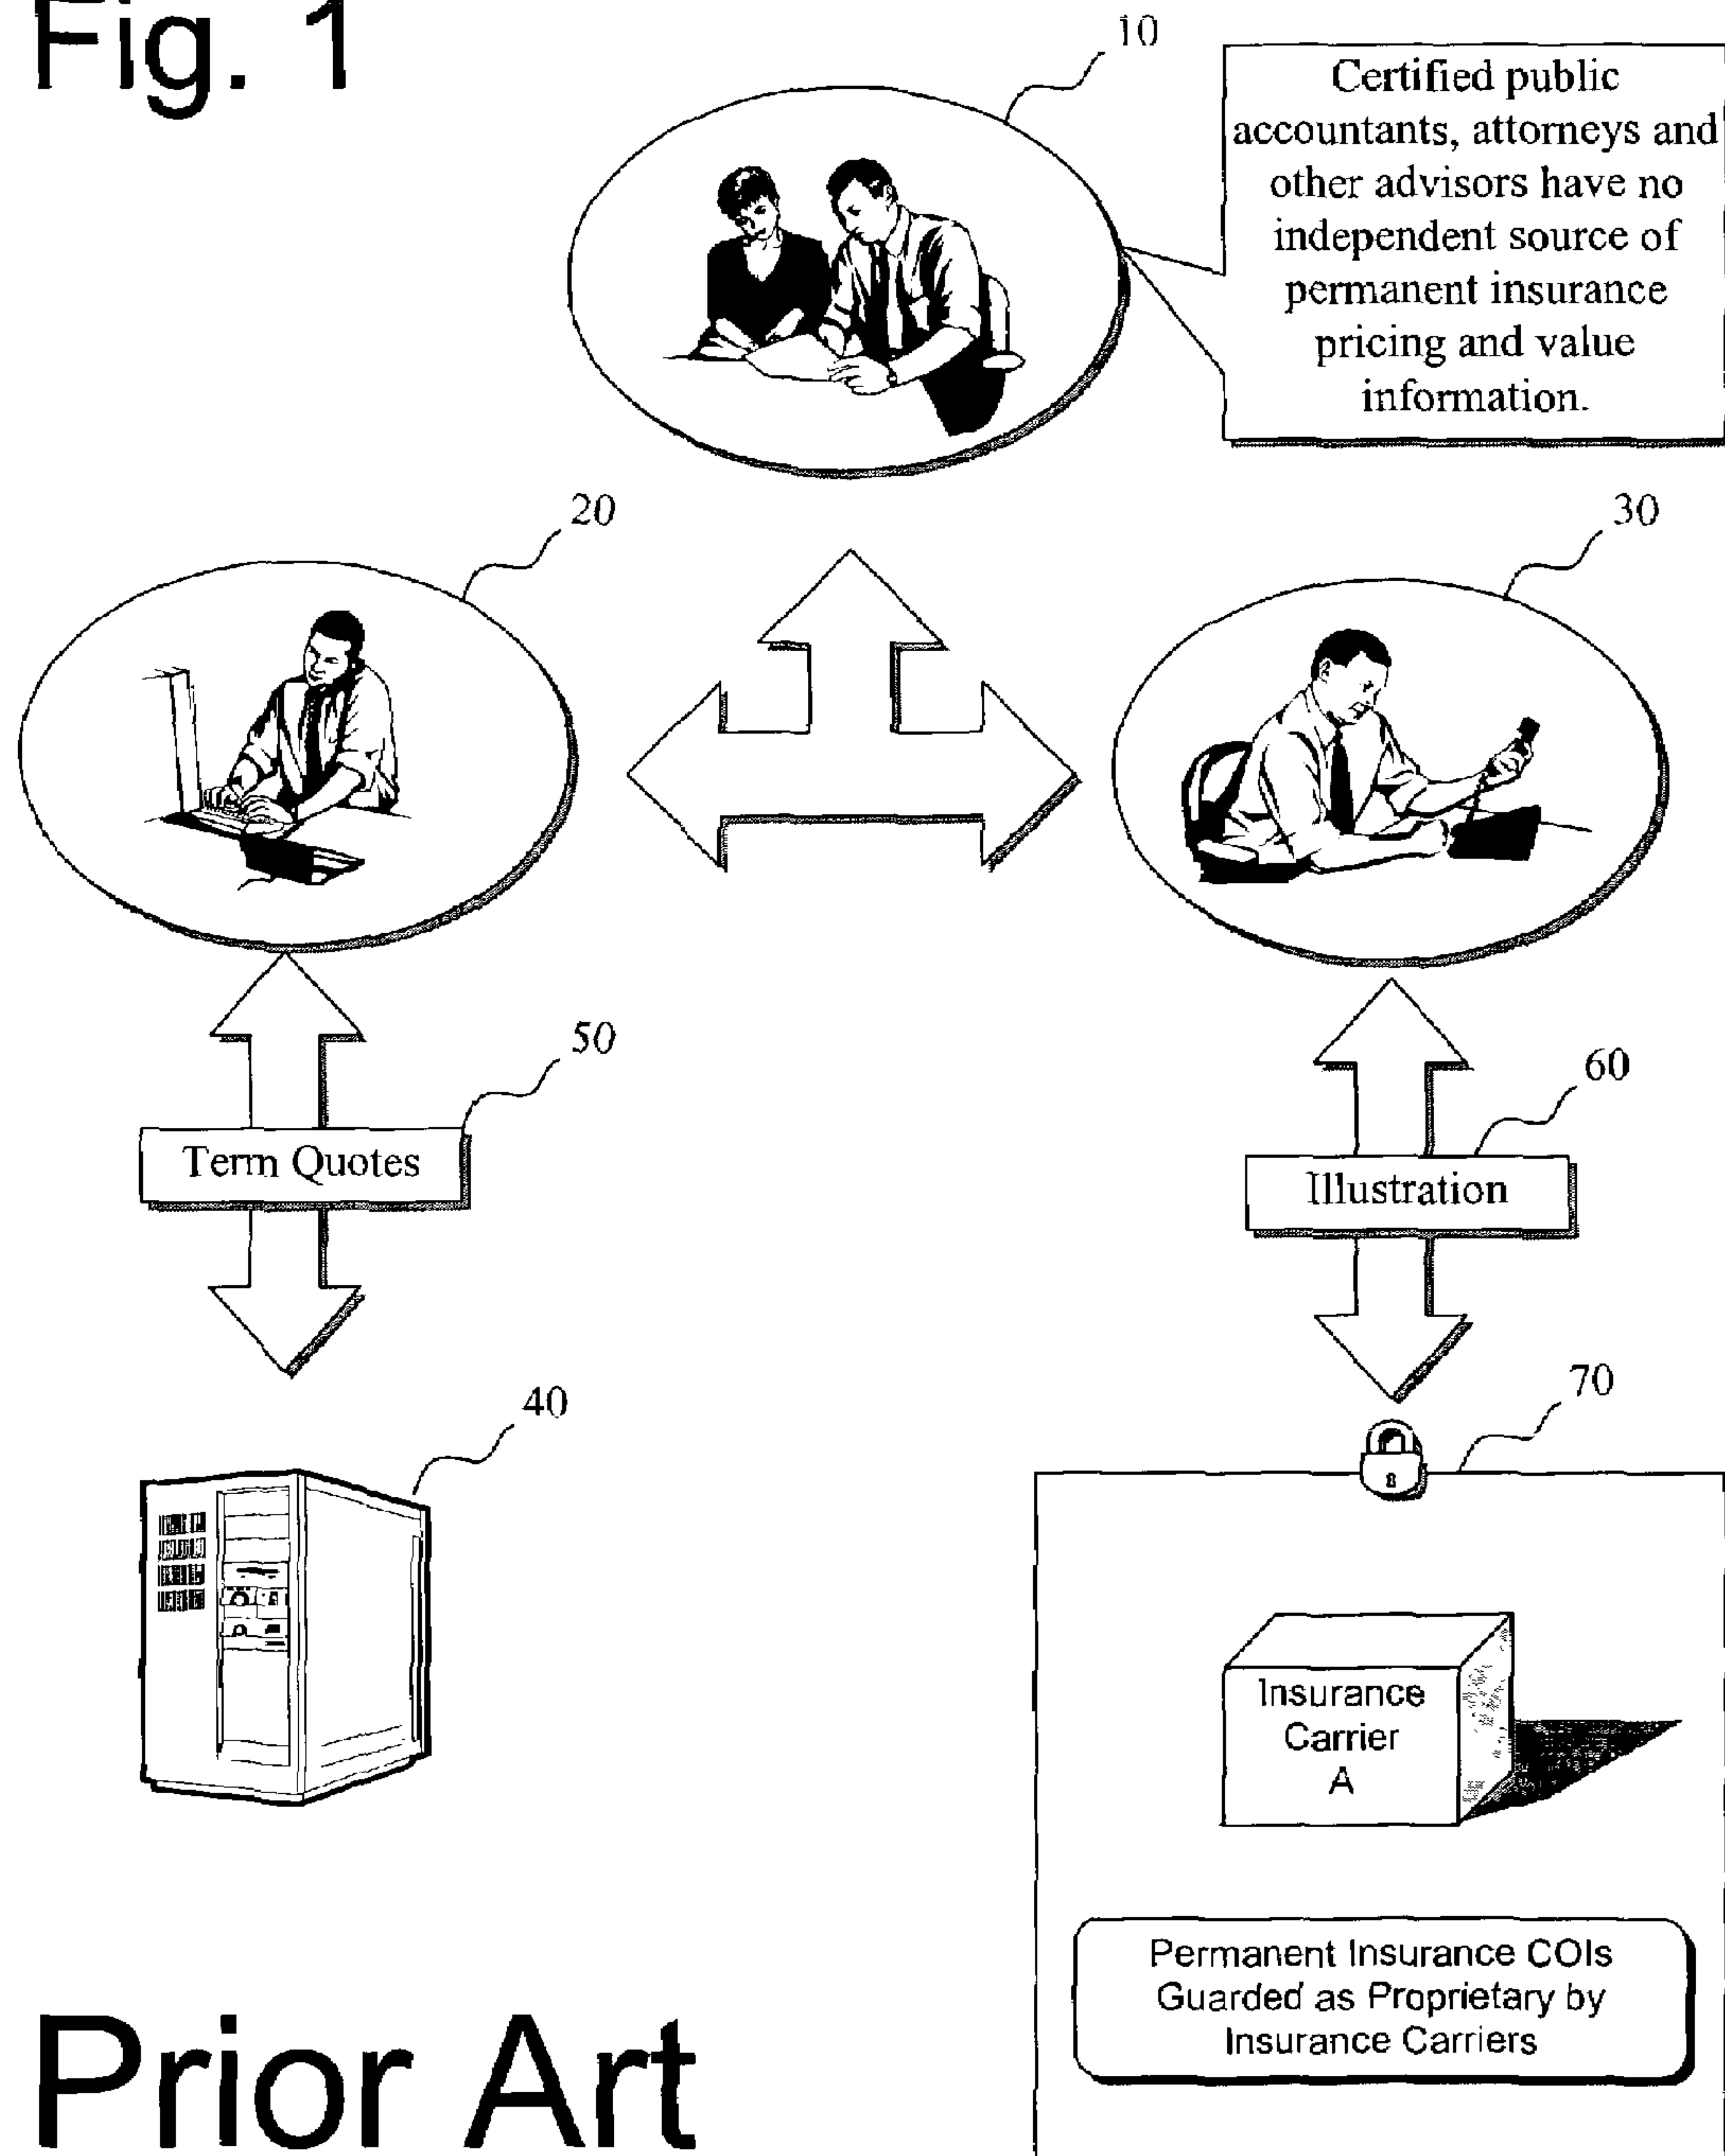 Fig. 1
10
Certified public
accountants, attorneys and
other advisors have no
independent source of
permanent insurance
pricing and value
information.
20
30
50
Term Quotes
60
Illustration
40
70
Insurance
Carrier
A
Permanent Insurance COIs
Guarded as Proprietary by
Insurance Carriers
Prior Art